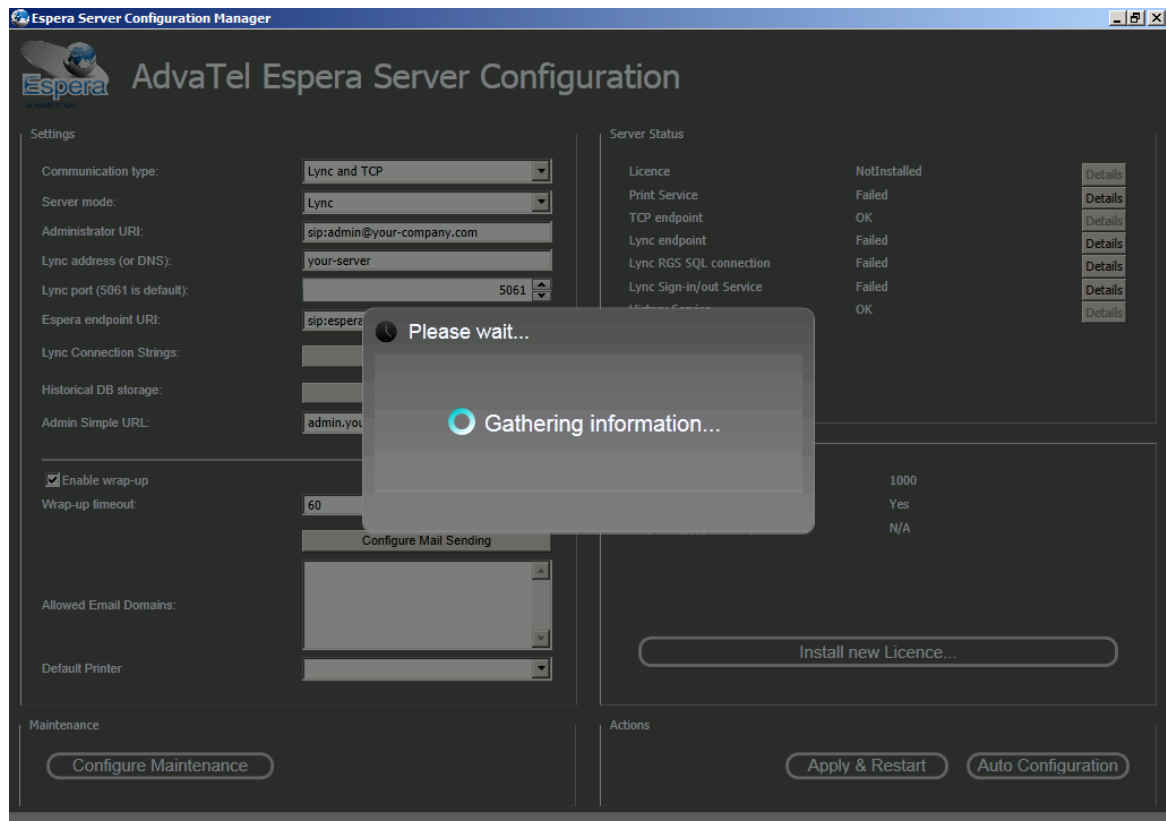 Espera Server Configuration Manager
Espera
AdvaTel Espera Server Configuration
Settings
Communication type: Lync and TCP
Server mode: Lync
Administrator URI: sip:admin@your-company.com
Lync address (or DNS): your-server
Lync port (5061 is default): 5061
Espera endpoint URI: sip:espera
Lync Connection Strings:
Historical DB storage:
Admin Simple URL: admin.you
Enable wrap-up
Wrap-up timeout: 60
Configure Mail Sending
Allowed Email Domains:
Default Printer
Server Status
Licence NotInstalled Details
Print Service Failed Details
TCP endpoint OK Details
Lync endpoint Failed Details
Lync RGS SQL connection Failed Details
Lync Sign-in/out Service Failed Details
OK Details
Please wait...
Gathering information...
1000
Yes
N/A
Install new Licence...
Maintenance
Configure Maintenance
Actions
Apply & Restart Auto Configuration